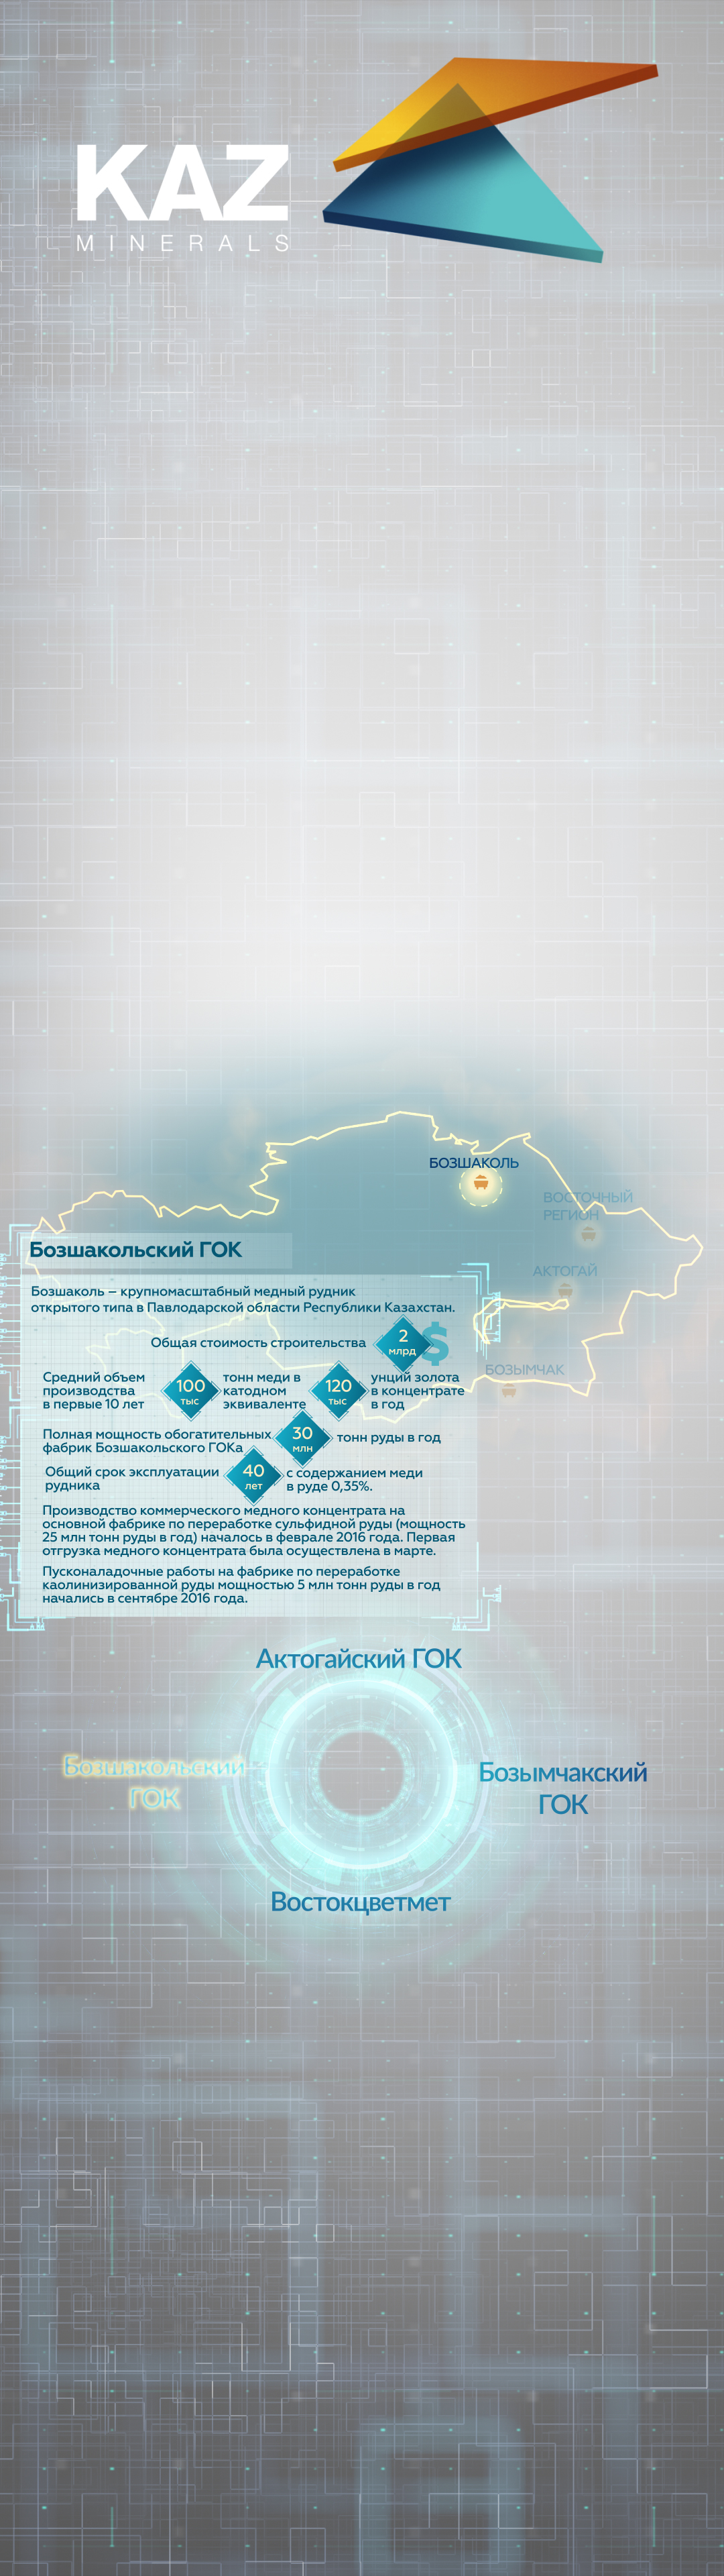 KAZ
MINERALS
БОЗШАКОЛЬ
ВОСТОЧНЫЙ
РЕГИОН
АКТОГАЙ
БОЗЫМЧАК
Бозшакольский ГОК
Бозшаколь – крупномасштабный медный рудник
открытого типа в Павлодарской области Республики Казахстан.
Общая стоимость строительства 2 млрд $
Средний объем
производства
в первые 10 лет
100
тыс
тонн меди в
катодном
эквиваленте
120
тыс
унций золота
в концентрате
в год
Полная мощность обогатительных
фабрик Бозшакольского ГОКа
30
млн
тонн руды в год
Общий срок эксплуатации
рудника
40
лет
с содержанием меди
в руде 0,35%.
Производство коммерческого медного концентрата на
основной фабрике по переработке сульфидной руды (мощность
25 млн тонн руды в год) началось в феврале 2016 года. Первая
отгрузка медного концентрата была осуществлена в марте.
Пусконаладочные работы на фабрике по переработке
каолинизированной руды мощностью 5 млн тонн руды в год
начались в сентябре 2016 года.
Актогайский ГОК
Бозшакольский
ГОК
Бозымчакский
ГОК
Востокцветмет